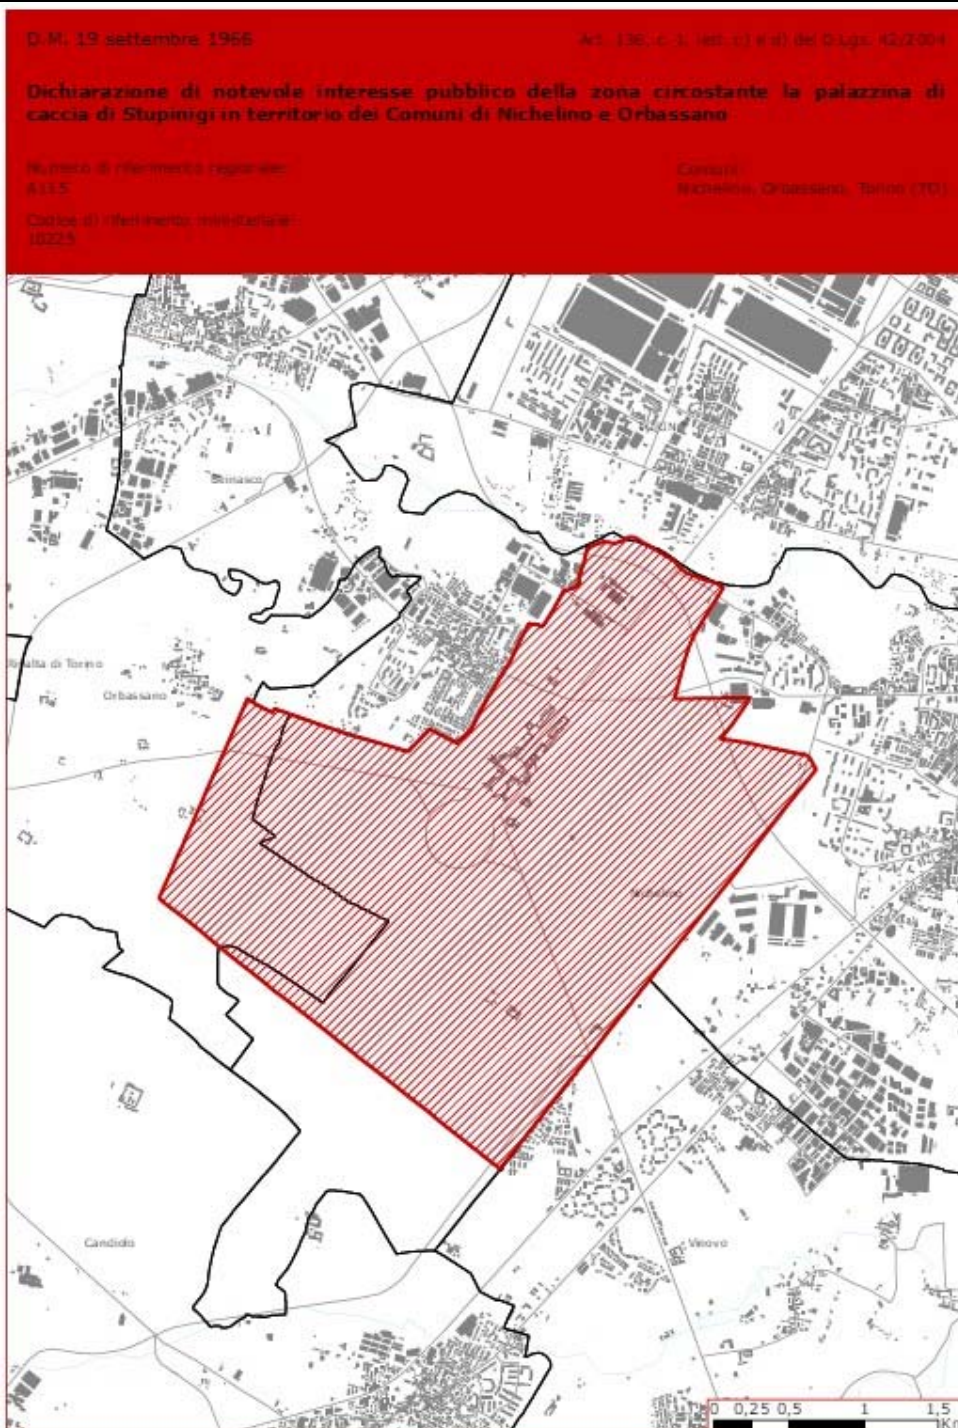 D.M. 19 settembre 1966
Art. 136, c. 1, lett. c) e d) del D.Lgs. 42/2004
Dichiarazione di notevole interesse pubblico della zona circostante la palazzina di
caccia di Stupinigi in territorio dei Comuni di Nichelino e Orbassano
Numero di riferimento regionale:
Comuni:
Nichelino, Orbassano, Torino (TO)
Codice di riferimento ministeriale:
Beinasco
di Torino
Orbassano
Nichelino
Candiolo
Vinovo
0 0,25 0,5 1 1,5